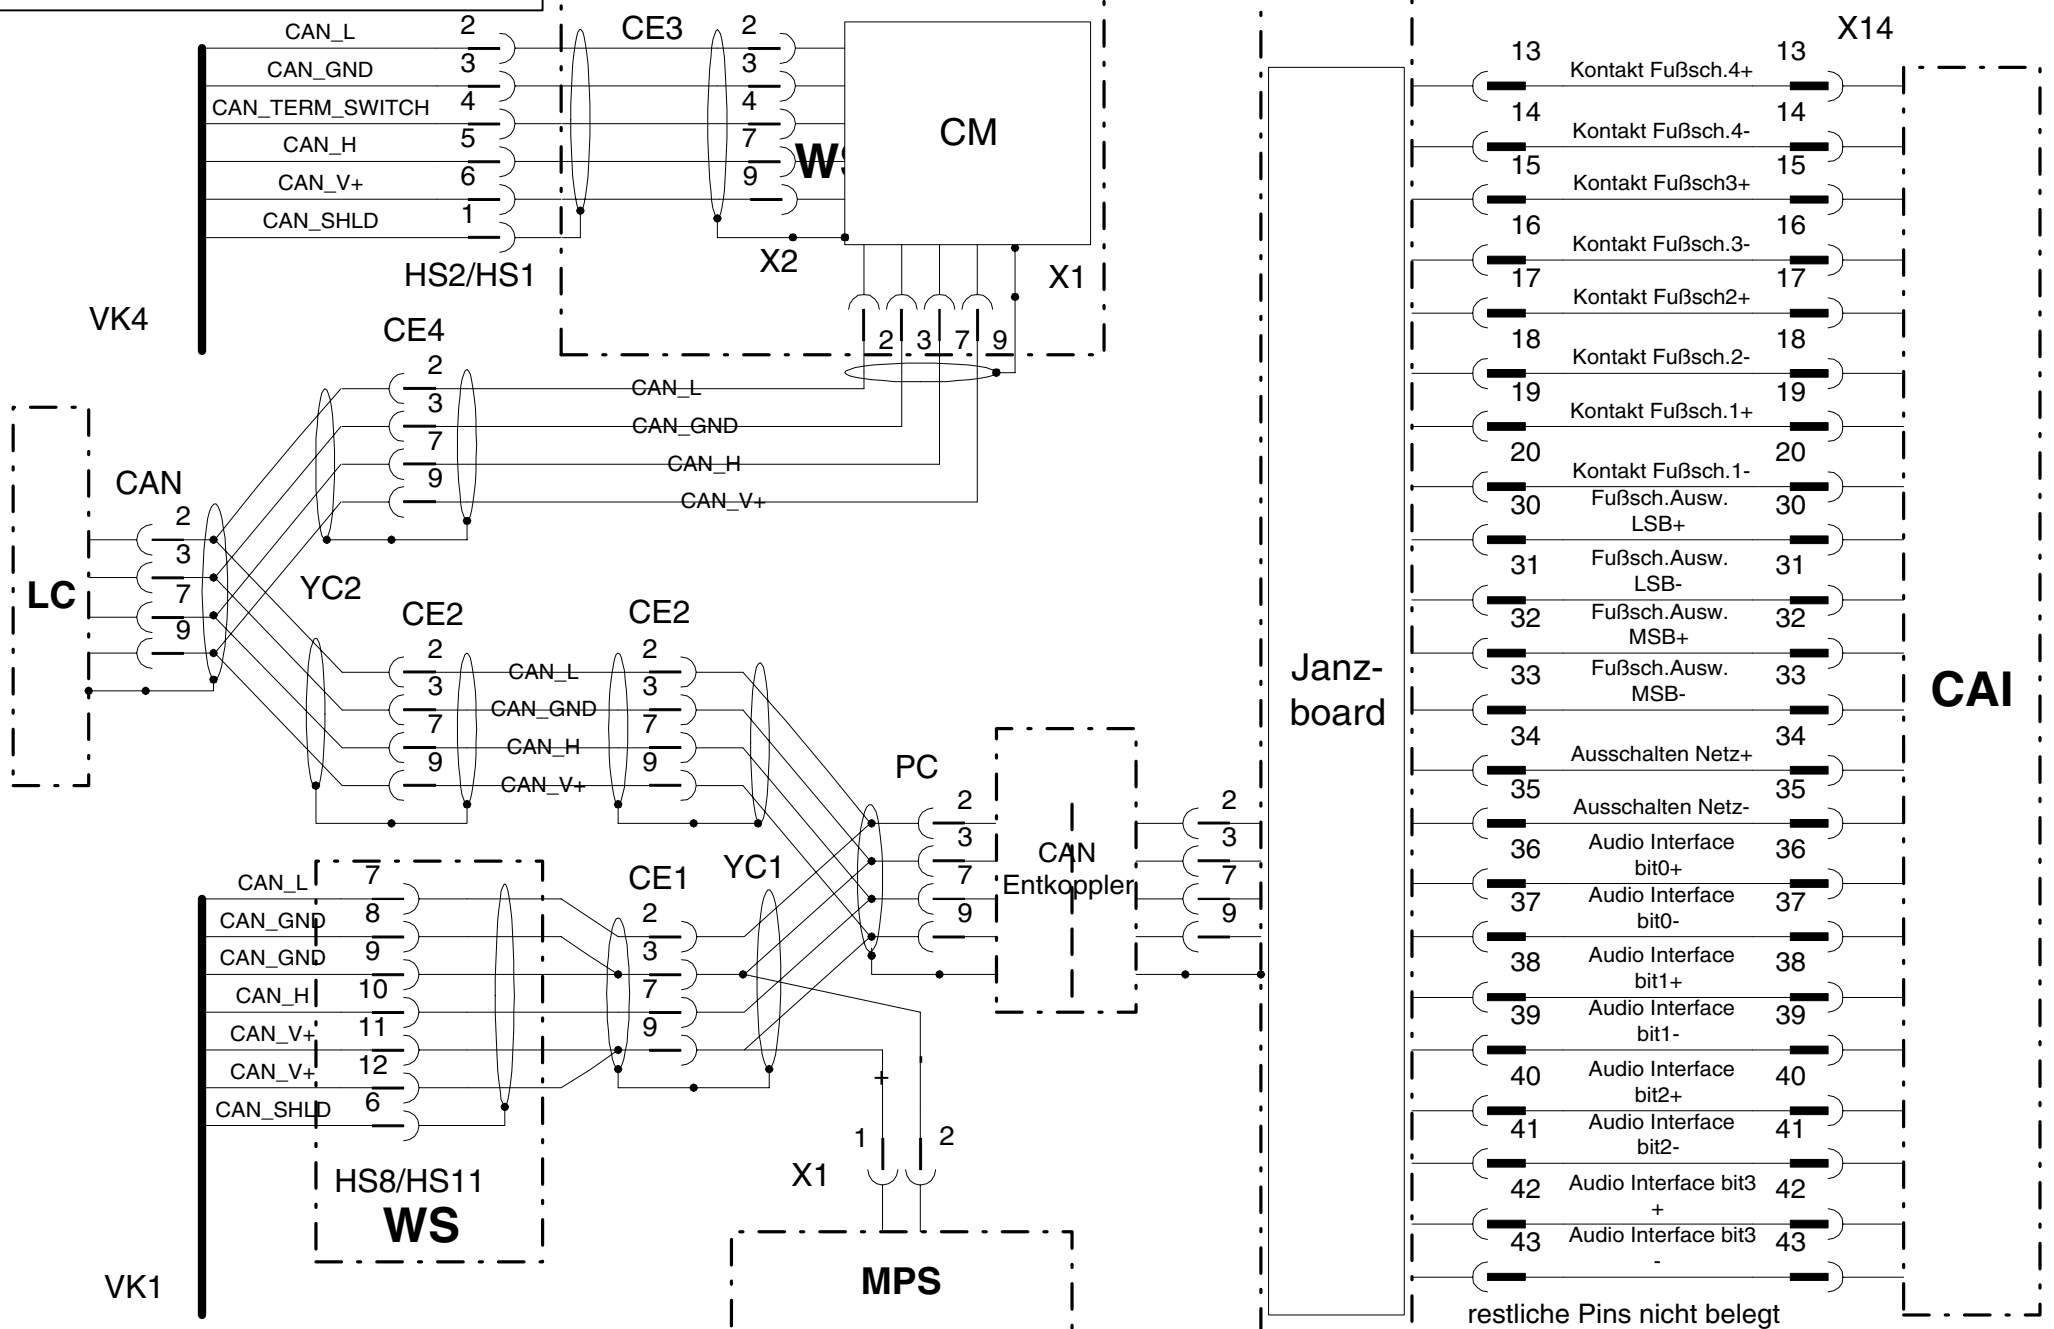 CAN_L 2
CAN_GND 3
CAN_TERM_SWITCH 4
CAN_H 5
CAN_V+ 6
CAN_SHLD 1
HS2/HS1
VK4
CE3
2
3
4
7
9
X2
CM
X1
2 3 7 9
CE4
2 CAN_L
3 CAN_GND
7 CAN_H
9 CAN_V+
LC
CAN
2
3
7
9
YC2
CE2 CE2
2 CAN_L 2
3 CAN_GND 3
7 CAN_H 7
9 CAN_V+ 9
PC
2
3
7
9
CAN
Entkoppler
2
3
7
9
YC1
CE1
2
3
7
9
CAN_L 7
CAN_GND 8
CAN_GND 9
CAN_H 10
CAN_V+ 11
CAN_V+ 12
CAN_SHLD 6
HS8/HS11
WS
VK1
+
-
1 2
X1
MPS
Janz-
board
X14
13 Kontakt Fußsch.4+ 13
14 Kontakt Fußsch.4- 14
15 Kontakt Fußsch3+ 15
16 Kontakt Fußsch.3- 16
17 Kontakt Fußsch2+ 17
18 Kontakt Fußsch.2- 18
19 Kontakt Fußsch.1+ 19
20 Kontakt Fußsch.1- 20
30 Fußsch.Ausw. 30
LSB+
31 Fußsch.Ausw. 31
LSB-
32 Fußsch.Ausw. 32
MSB+
33 Fußsch.Ausw. 33
MSB-
34 Ausschalten Netz+ 34
35 Ausschalten Netz- 35
36 Audio Interface 36
bit0+
37 Audio Interface 37
bit0-
38 Audio Interface 38
bit1+
39 Audio Interface 39
bit1-
40 Audio Interface 40
bit2+
41 Audio Interface 41
bit2-
42 Audio Interface bit3 42
+
43 Audio Interface bit3 43
-
restliche Pins nicht belegt
CAI